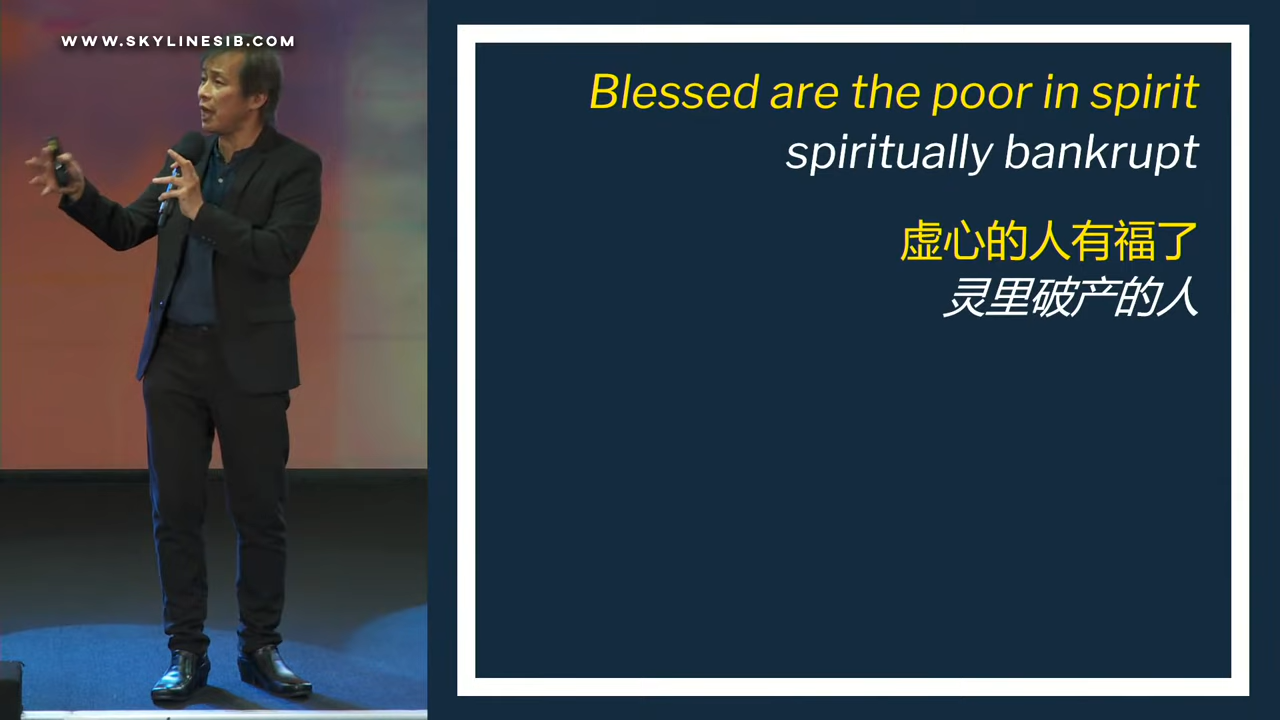 WWW.SKYLINESIB.COM
Blessed are the poor in spirit
spiritually bankrupt
虚心的人有福了
灵里破产的人